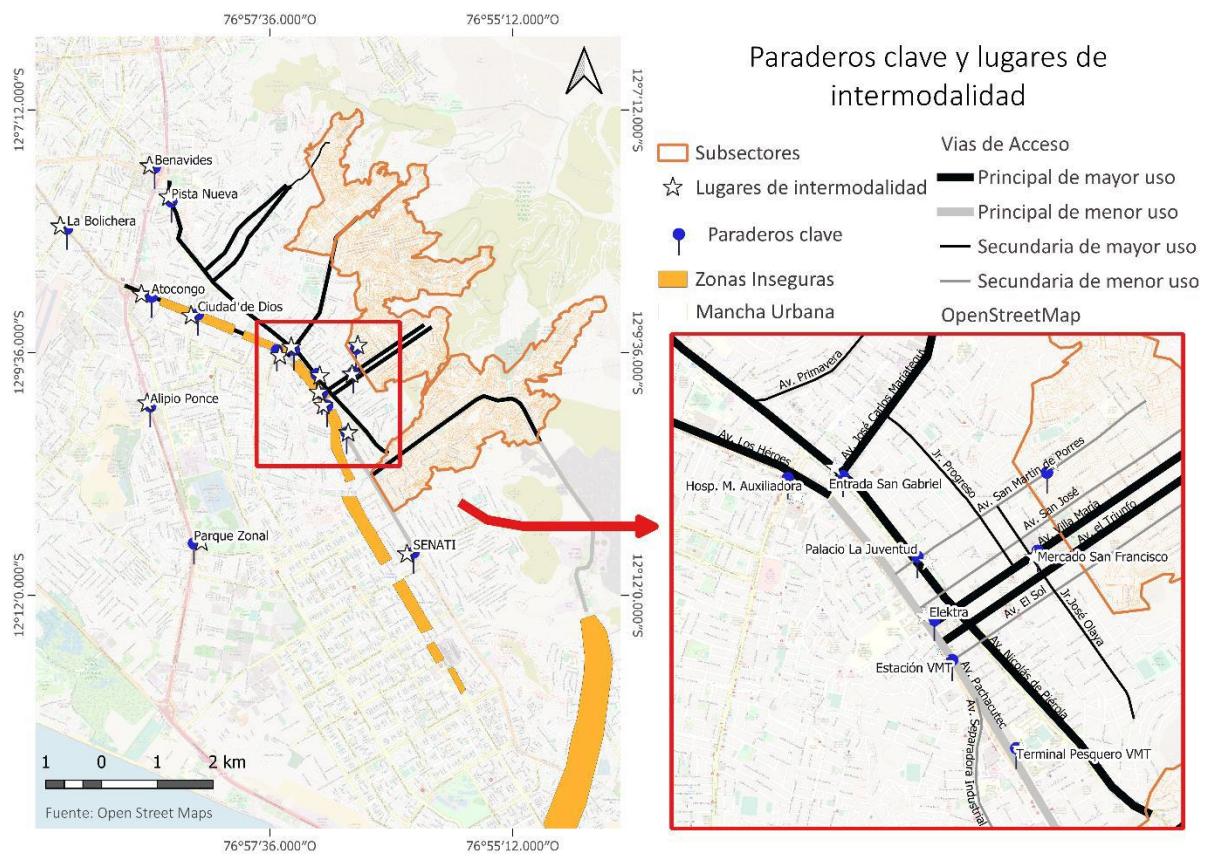 76°57'36.000"O
76°55'12.000"O
12°7'12.000"S
12°9'36.000"S
12°12'0.000"S
12°7'12.000"S
12°9'36.000"S
12°12'0.000"S
Benavides
Pista Nueva
La Bolichera
Atocongo
Ciudad de Dios
Alipio Ponce
Parque Zonal
SENATI
1 0 1 2 km
Fuente: Open Street Maps
76°57'36.000"O
76°55'12.000"O
Paraderos clave y lugares de
intermodalidad
Subsectores
Lugares de intermodalidad
Paraderos clave
Zonas Inseguras
Mancha Urbana
Vias de Acceso
Principal de mayor uso
Principal de menor uso
Secundaria de mayor uso
Secundaria de menor uso
OpenStreetMap
Av. Primavera
Av. José Carlos Mariategui
Av. Los Héroes
Hosp. M. Auxiliadora
Entrada San Gabriel
Jr. Progreso
Av. San Martin de Porres
Av. San José
Av. Villa María
Av. el Triunfo
Palacio La Juventud
Mercado San Francisco
Elektra
Av. El Sol
Jr.José Olaya
Estación VMT
Av. Nicolás de Piérola
Av. Pachacutec
Av. Separadora Industrial
Terminal Pesquero VMT